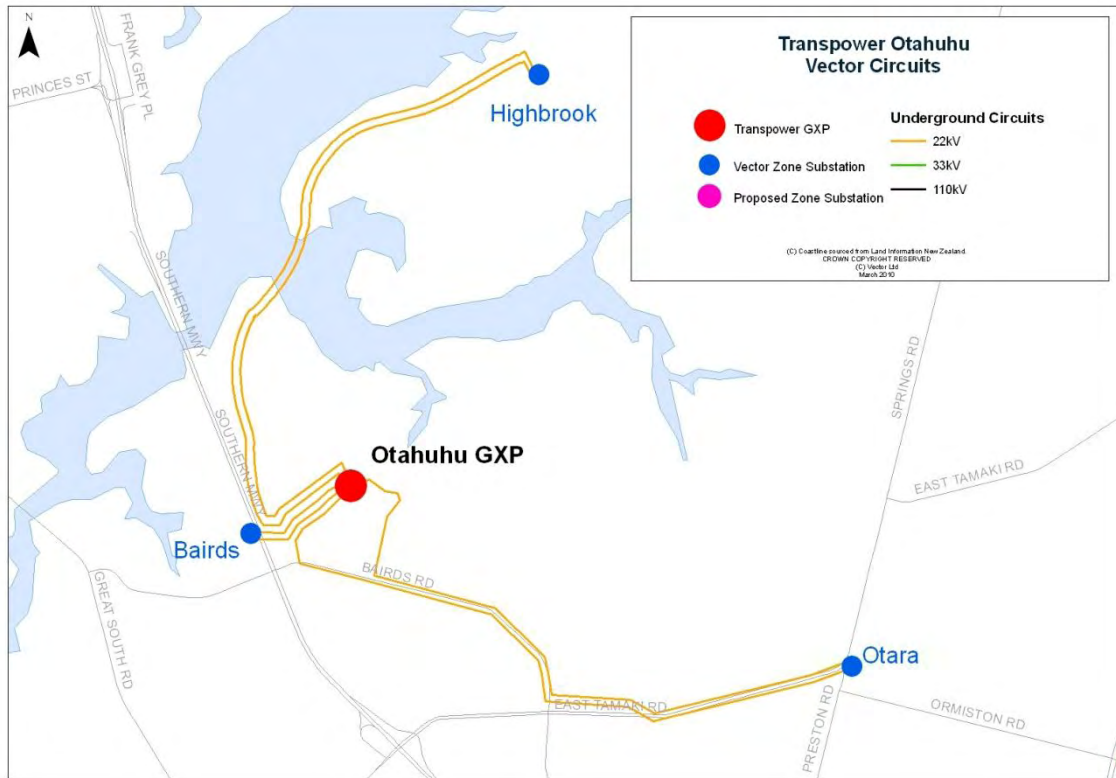 N
PRINCES ST
FRANK GREY PL
Highbrook
SOUTHERN MWY
SOUTHERN MWY
Otahuhu GXP
Bairds
BAIRDS RD
GREAT SOUTH RD
EAST TAMAKI RD
Otara
PRESTON RD
ORMISTON RD
EAST TAMAKI RD
SPRINGS RD
Transpower Otahuhu
Vector Circuits
Transpower GXP
Vector Zone Substation
Proposed Zone Substation
Underground Circuits
22kV
33kV
110kV
(C) Coastline sourced from Land Information New Zealand.
CROWN COPYRIGHT RESERVED
(C) Vector Ltd
March 2010